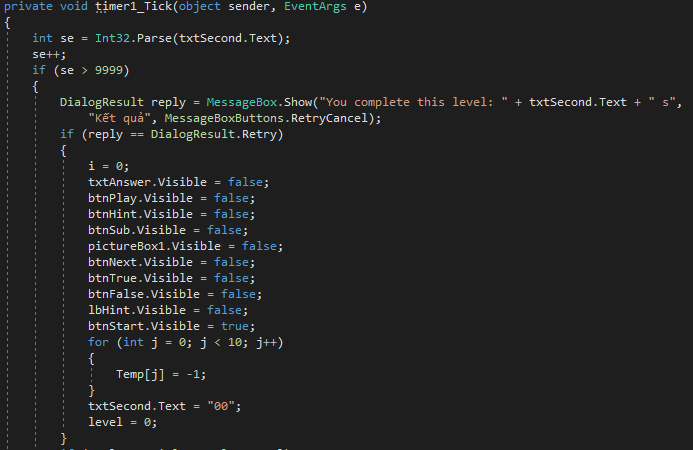 private void timer1_Tick(object sender, EventArgs e)
{
int se = Int32.Parse(txtSecond.Text);
se++;
if (se > 9999)
{
DialogResult reply = MessageBox.Show("You complete this level: " + txtSecond.Text + " s",
"Kết quả", MessageBoxButtons.RetryCancel);
if (reply == DialogResult.Retry)
{
i = 0;
txtAnswer.Visible = false;
btnPlay.Visible = false;
btnHint.Visible = false;
btnSub.Visible = false;
pictureBox1.Visible = false;
btnNext.Visible = false;
btnTrue.Visible = false;
btnFalse.Visible = false;
lbHint.Visible = false;
btnStart.Visible = true;
for (int j = 0; j < 10; j++)
{
Temp[j] = -1;
}
txtSecond.Text = "00";
level = 0;
}